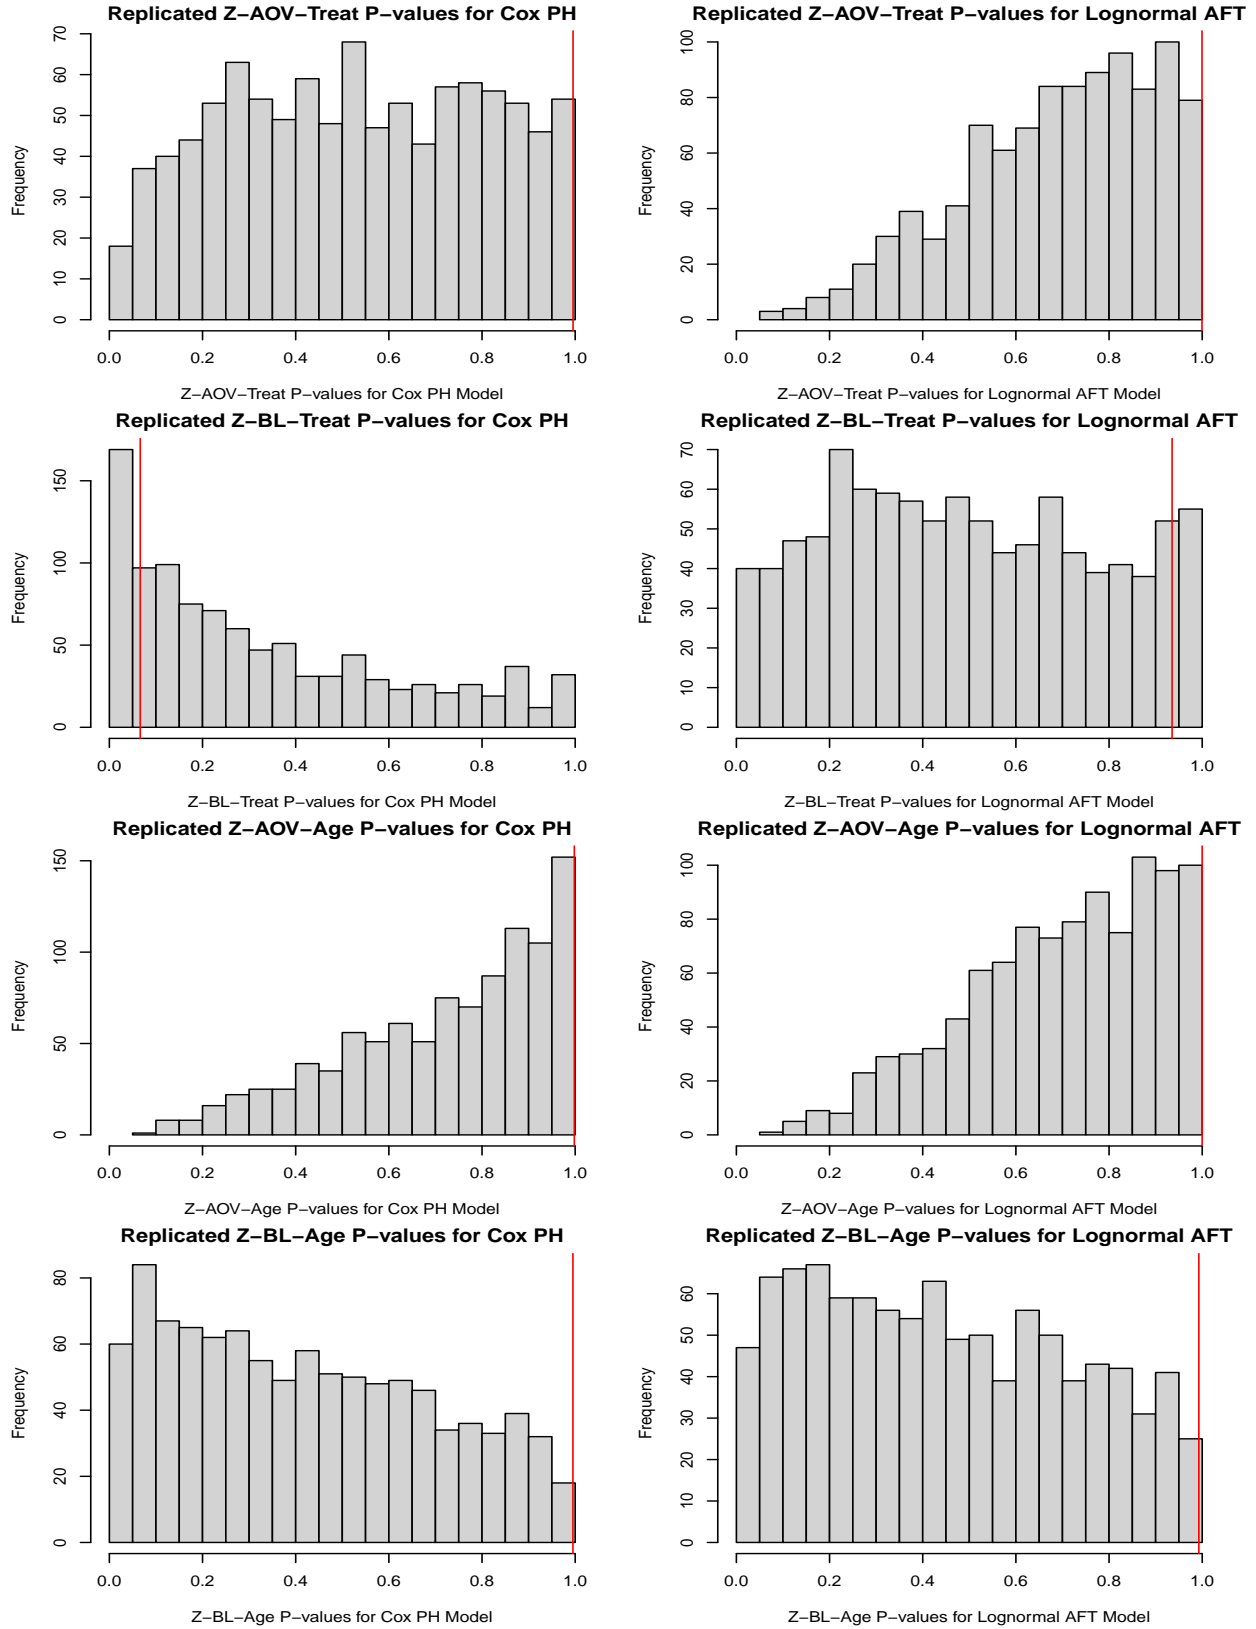 Replicated Z−AOV−Treat P−values for Cox PH
Frequency
0 10 20 30 40 50 60 70
0.0 0.2 0.4 0.6 0.8 1.0
Z−AOV−Treat P−values for Cox PH Model
Replicated Z−AOV−Treat P−values for Lognormal AFT
Frequency
0 20 40 60 80 100
0.0 0.2 0.4 0.6 0.8 1.0
Z−AOV−Treat P−values for Lognormal AFT Model
Replicated Z−BL−Treat P−values for Cox PH
Frequency
0 50 100 150
0.0 0.2 0.4 0.6 0.8 1.0
Z−BL−Treat P−values for Cox PH Model
Replicated Z−BL−Treat P−values for Lognormal AFT
Frequency
0 10 20 30 40 50 60 70
0.0 0.2 0.4 0.6 0.8 1.0
Z−BL−Treat P−values for Lognormal AFT Model
Replicated Z−AOV−Age P−values for Cox PH
Frequency
0 50 100 150
0.0 0.2 0.4 0.6 0.8 1.0
Z−AOV−Age P−values for Cox PH Model
Replicated Z−AOV−Age P−values for Lognormal AFT
Frequency
0 20 40 60 80 100
0.0 0.2 0.4 0.6 0.8 1.0
Z−AOV−Age P−values for Lognormal AFT Model
Replicated Z−BL−Age P−values for Cox PH
Frequency
0 20 40 60 80
0.0 0.2 0.4 0.6 0.8 1.0
Z−BL−Age P−values for Cox PH Model
Replicated Z−BL−Age P−values for Lognormal AFT
Frequency
0 10 20 30 40 50 60
0.0 0.2 0.4 0.6 0.8 1.0
Z−BL−Age P−values for Lognormal AFT Model